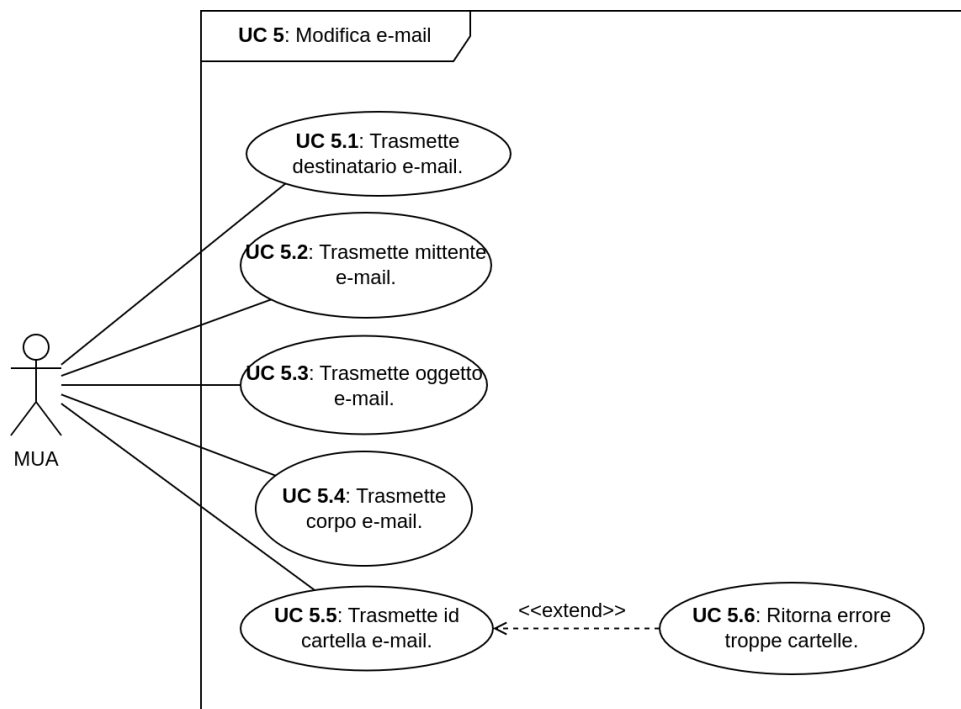 UC 5: Modifica e-mail
UC 5.1: Trasmette
destinatario e-mail.
UC 5.2: Trasmette mittente
e-mail.
UC 5.3: Trasmette oggetto
e-mail.
MUA
UC 5.4: Trasmette
corpo e-mail.
UC 5.5: Trasmette id
cartella e-mail.
<<extend>>
UC 5.6: Ritorna errore
troppe cartelle.